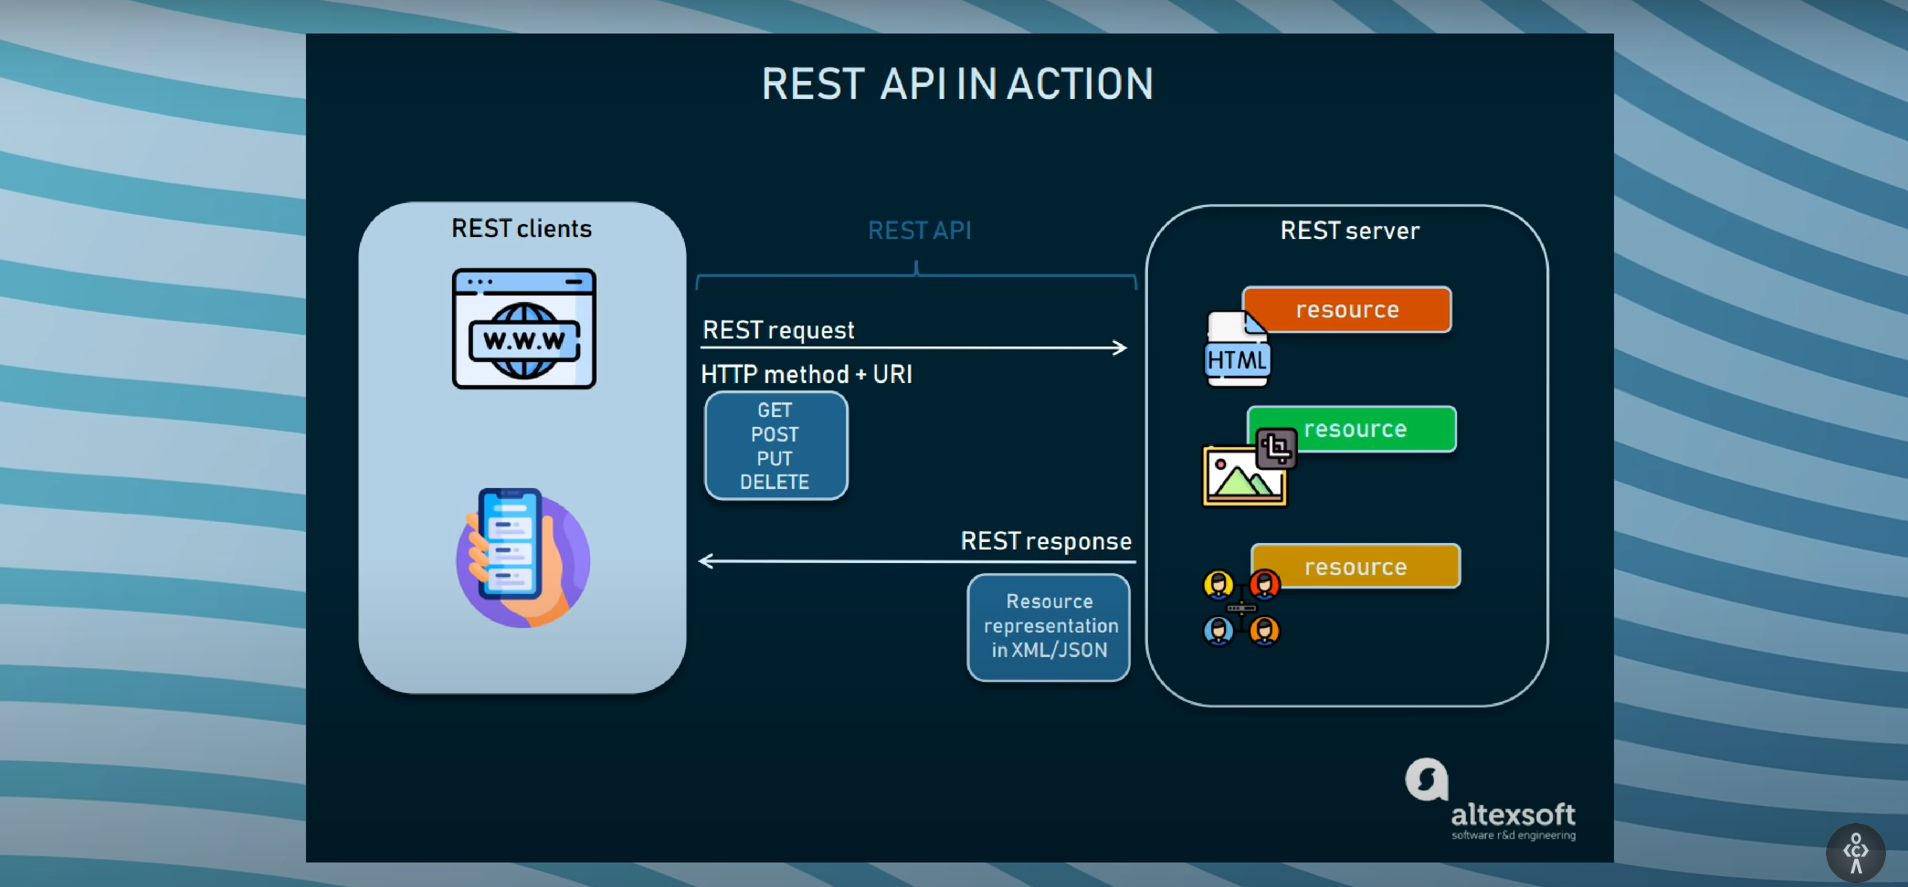 REST API IN ACTION
REST clients
W.W.W
REST API
REST request
HTTP method + URI
GET
POST
PUT
DELETE
REST response
Resource
representation
in XML/JSON
REST server
resource
HTML
resource
resource
altexsoft
software r&d engineering